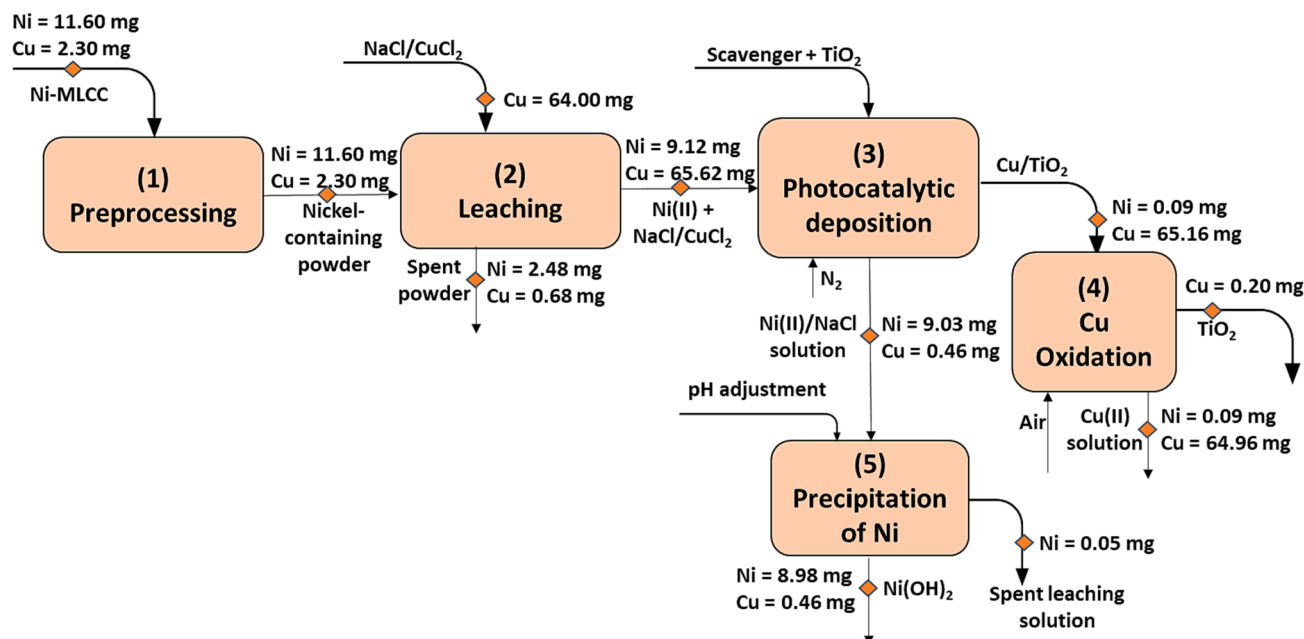 Ni = 11.60 mg
Cu = 2.30 mg
Ni-MLCC
(1)
Preprocessing
Ni = 11.60 mg
Cu = 2.30 mg
Nickel-
containing
powder
NaCl/CuCl₂
Cu = 64.00 mg
(2)
Leaching
Spent
powder
Ni = 2.48 mg
Cu = 0.68 mg
Ni = 9.12 mg
Cu = 65.62 mg
Ni(II) +
NaCl/CuCl₂
Scavenger + TiO₂
(3)
Photocatalytic
deposition
N₂
Cu/TiO₂
Ni = 0.09 mg
Cu = 65.16 mg
(4)
Cu
Oxidation
Cu = 0.20 mg
TiO₂
Air
Cu(II)
solution
Ni = 0.09 mg
Cu = 64.96 mg
Ni(II)/NaCl
solution
Ni = 9.03 mg
Cu = 0.46 mg
pH adjustment
(5)
Precipitation
of Ni
Ni = 0.05 mg
Spent leaching
solution
Ni = 8.98 mg
Cu = 0.46 mg
Ni(OH)₂